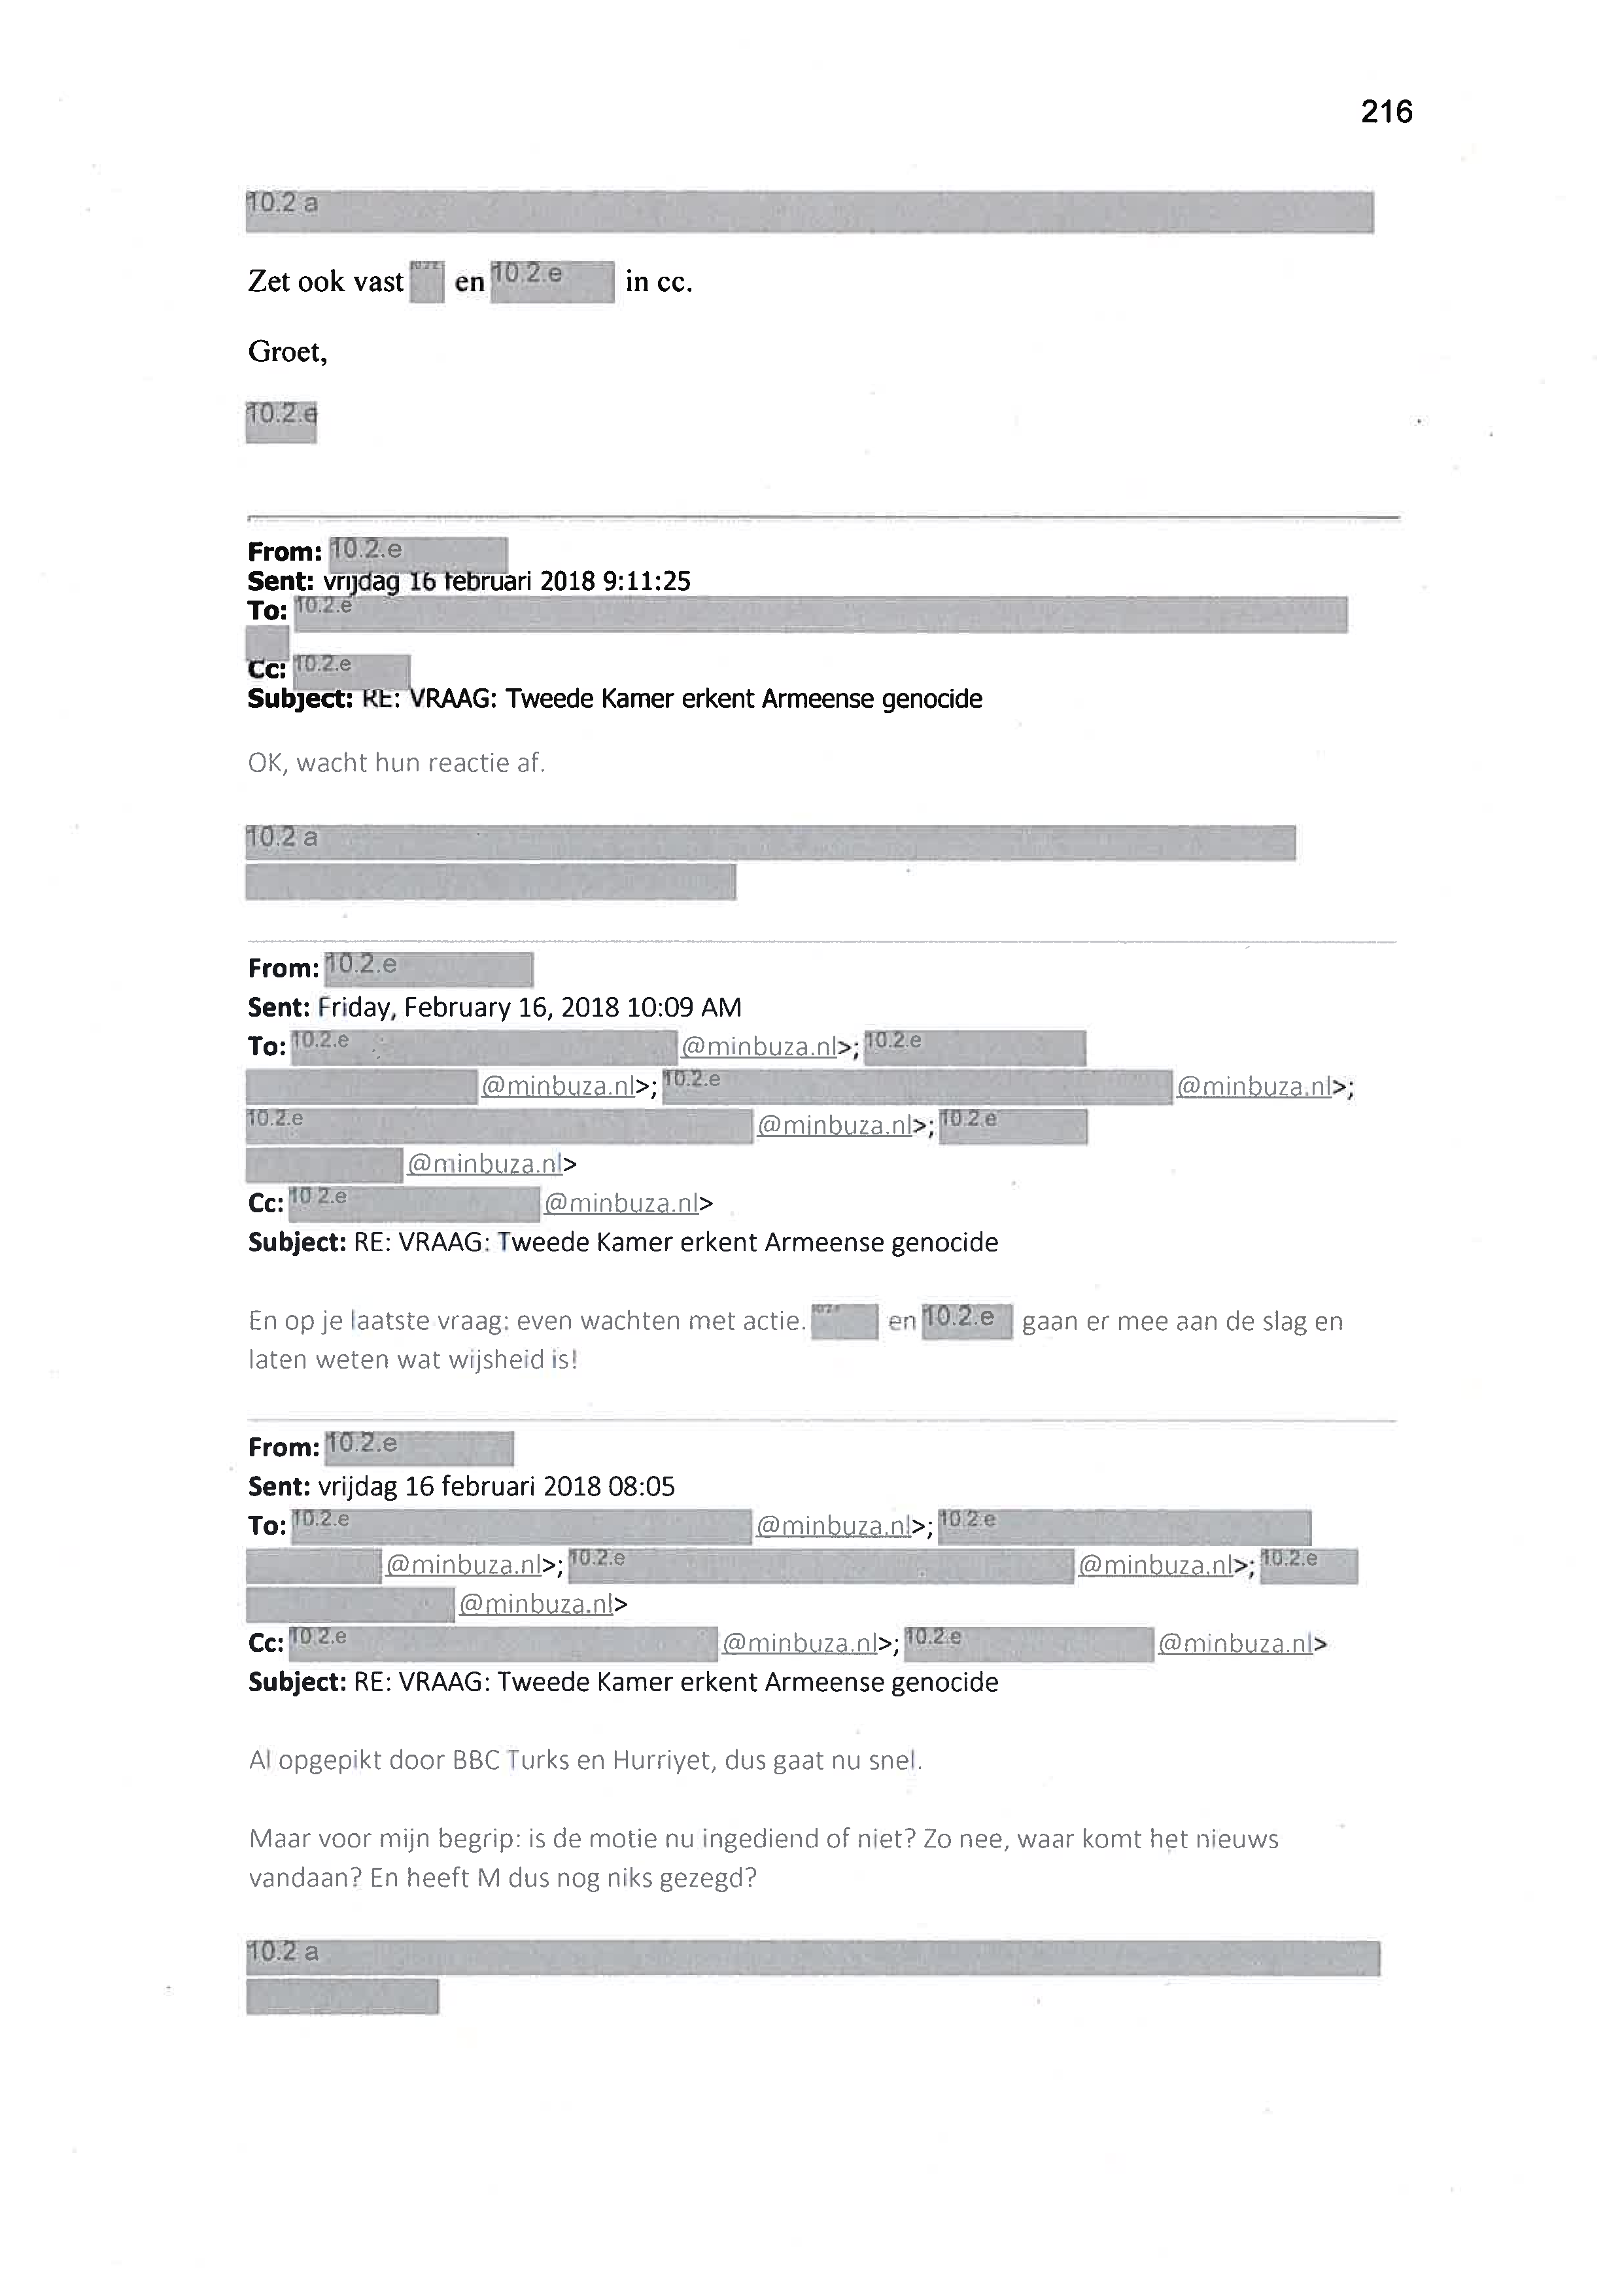 216
10.2 a
Zet ook vast en 10.2.e in cc.
Groet,
10.2.e
From: 10.2.e
Sent: vrijdag 16 februari 2018 9:11:25
To: 10.2.e
Cc: 10.2.e
Subject: RE: VRAAG: Tweede Kamer erkent Armeense genocide
OK, wacht hun reactie af.
10.2 a
From: 10.2.e
Sent: Friday, February 16, 2018 10:09 AM
To: 10.2.e @minbuza.nl>; 10.2.e
@minbuza.nl>; 10.2.e @minbuza.nl>;
10.2.e @minbuza.nl>; 10.2.e
@minbuza.nl>
Cc: 10.2.e @minbuza.nl>
Subject: RE: VRAAG: Tweede Kamer erkent Armeense genocide
En op je laatste vraag: even wachten met actie. en 10.2.e gaan er mee aan de slag en
laten weten wat wijsheid is!
From: 10.2.e
Sent: vrijdag 16 februari 2018 08:05
To: 10.2.e @minbuza.nl>; 10.2.e
@minbuza.nl>; 10.2.e @minbuza.nl>; 10.2.e
@minbuza.nl>
Cc: 10.2.e @minbuza.nl>; 10.2.e @minbuza.nl>
Subject: RE: VRAAG: Tweede Kamer erkent Armeense genocide
Al opgepikt door BBC Turks en Hurriyet, dus gaat nu snel.
Maar voor mijn begrip: is de motie nu ingediend of niet? Zo nee, waar komt het nieuws
vandaan? En heeft M dus nog niks gezegd?
10.2 a